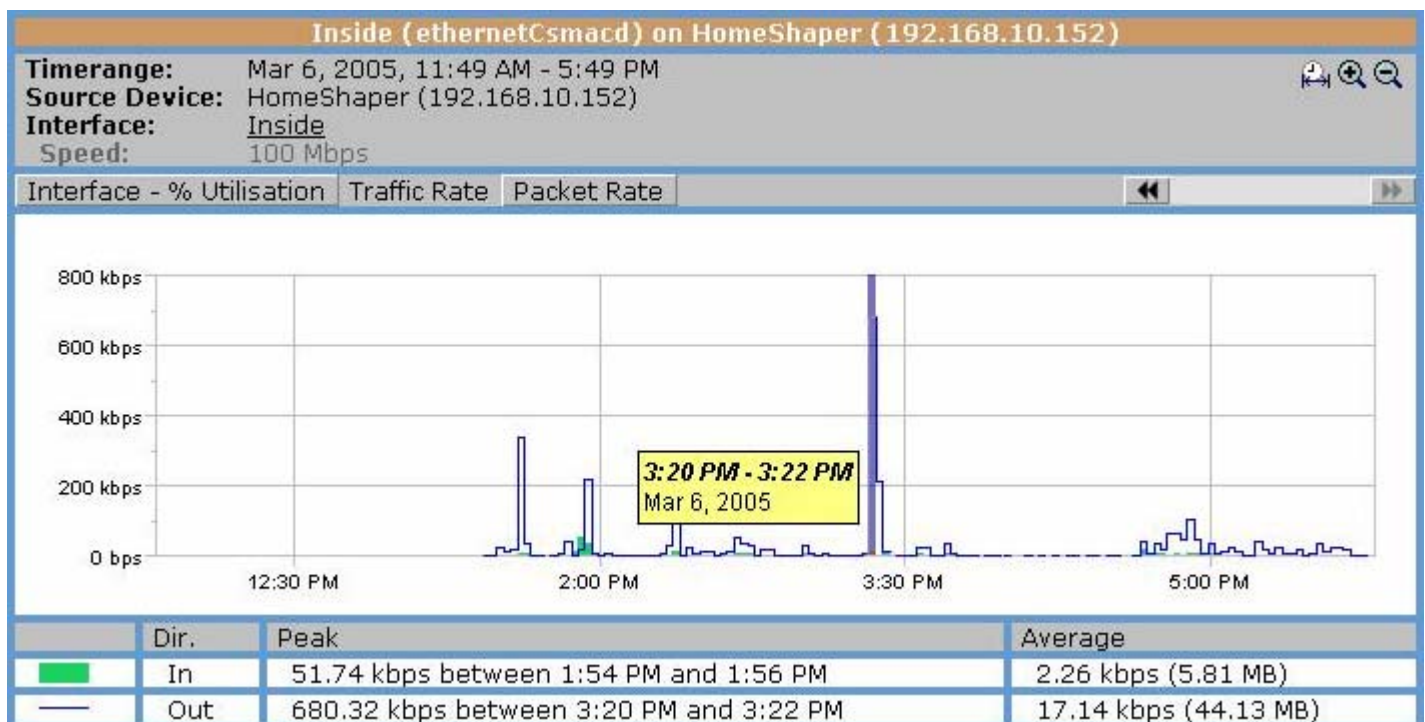 Inside (ethernetCsmacd) on HomeShaper (192.168.10.152)
Timerange: Mar 6, 2005, 11:49 AM - 5:49 PM
Source Device: HomeShaper (192.168.10.152)
Interface: Inside
Speed: 100 Mbps
Interface - % Utilisation Traffic Rate Packet Rate
800 kbps
600 kbps
400 kbps
200 kbps
0 bps
3:20 PM - 3:22 PM
Mar 6, 2005
12:30 PM 2:00 PM 3:30 PM 5:00 PM
Dir. Peak Average
In 51.74 kbps between 1:54 PM and 1:56 PM 2.26 kbps (5.81 MB)
Out 680.32 kbps between 3:20 PM and 3:22 PM 17.14 kbps (44.13 MB)